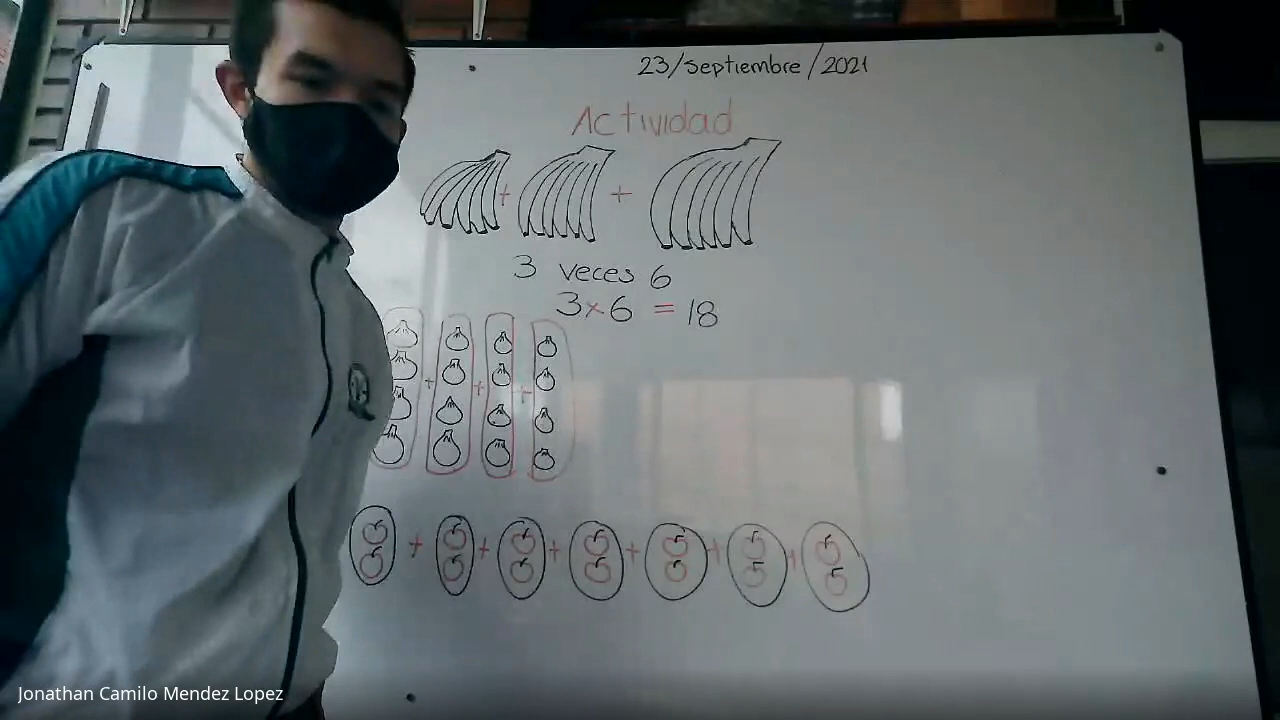 23/Septiembre/2021
Actividad
+ +
3 veces 6
3x6 = 18
+ + +
+ + + + + +
Jonathan Camilo Mendez Lopez